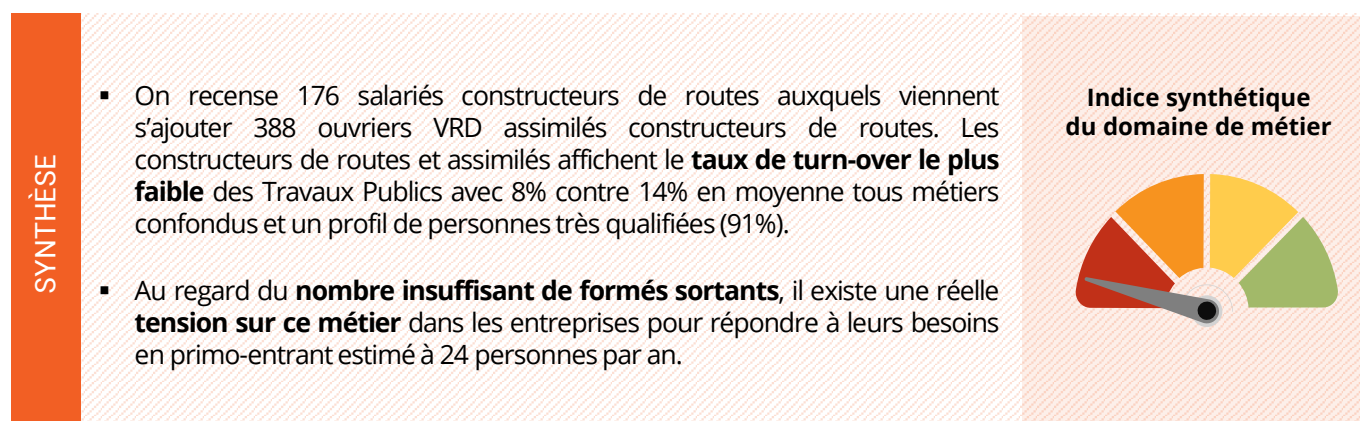 SYNTHÈSE
▪ On recense 176 salariés constructeurs de routes auxquels viennent
s’ajouter 388 ouvriers VRD assimilés constructeurs de routes. Les
constructeurs de routes et assimilés affichent le taux de turn-over le plus
faible des Travaux Publics avec 8% contre 14% en moyenne tous métiers
confondus et un profil de personnes très qualifiées (91%).
▪ Au regard du nombre insuffisant de formés sortants, il existe une réelle
tension sur ce métier dans les entreprises pour répondre à leurs besoins
en primo-entrant estimé à 24 personnes par an.
Indice synthétique
du domaine de métier